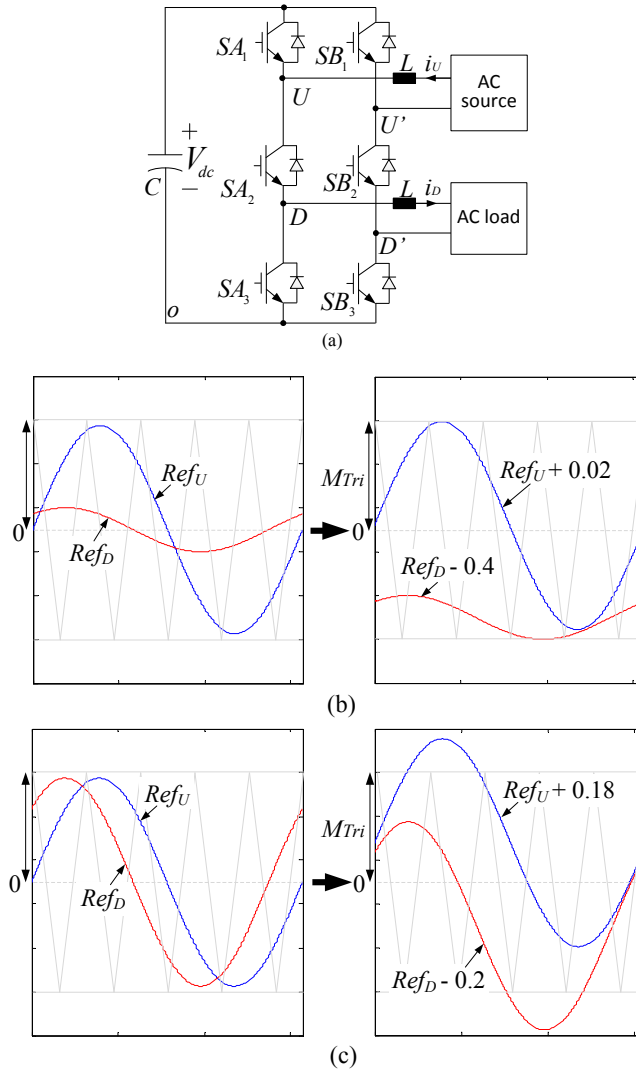 SA1
SB1
L
iU
AC source
U
U'
+
Vdc
–
C
SA2
SB2
L
iD
AC load
D
D'
SA3
SB3
o
(a)
RefU
0
RefD
MTri
0
RefU + 0.02
RefD - 0.4
(b)
RefU
0
RefD
MTri
0
RefU + 0.18
RefD - 0.2
(c)